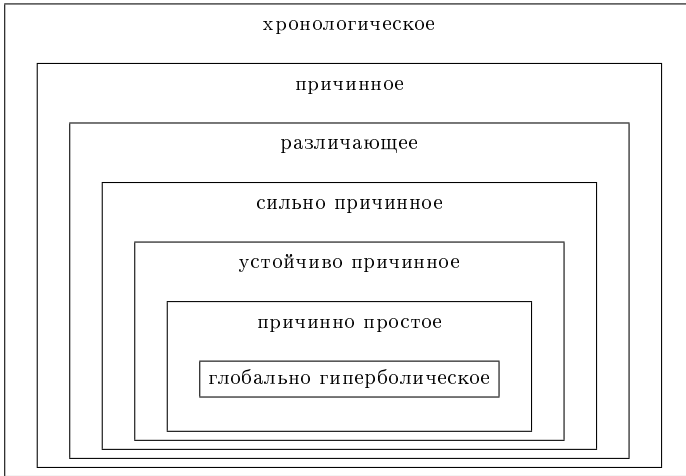 хронологическое
причинное
различающее
сильно причинное
устойчиво причинное
причинно простое
глобально гиперболическое